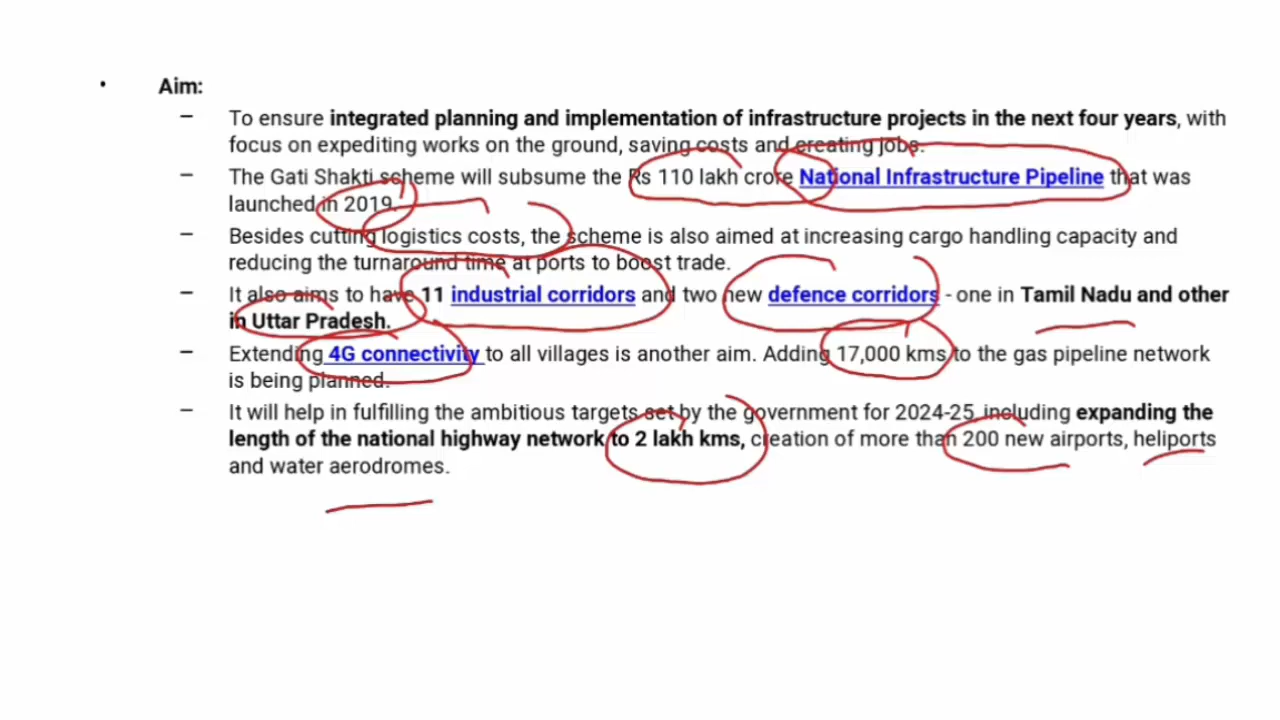 • Aim:
– To ensure integrated planning and implementation of infrastructure projects in the next four years, with
focus on expediting works on the ground, saving costs and creating jobs.
– The Gati Shakti scheme will subsume the Rs 110 lakh crore National Infrastructure Pipeline that was
launched in 2019.
– Besides cutting logistics costs, the scheme is also aimed at increasing cargo handling capacity and
reducing the turnaround time at ports to boost trade.
– It also aims to have 11 industrial corridors and two new defence corridors - one in Tamil Nadu and other
in Uttar Pradesh.
– Extending 4G connectivity to all villages is another aim. Adding 17,000 kms to the gas pipeline network
is being planned.
– It will help in fulfilling the ambitious targets set by the government for 2024-25, including expanding the
length of the national highway network to 2 lakh kms, creation of more than 200 new airports, heliports
and water aerodromes.